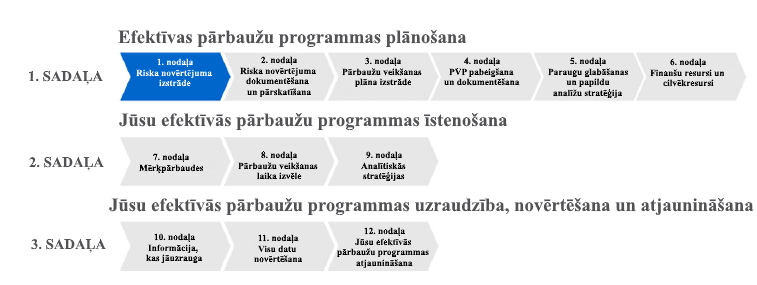 Efektīvas pārbaužu programmas plānošana
1. SADAĻA
1. nodaļa
Riska novērtējuma
izstrāde
2. nodaļa
Riska novērtējuma
dokumentēšana
un pārskatīšana
3. nodaļa
Pārbaužu veikšanas
plāna izstrāde
4. nodaļa
PVP pabeigšana
un dokumentēšana
5. nodaļa
Paraugu glabāšanas
un papildu
analīžu stratēģija
6. nodaļa
Finanšu resursi un
cilvēkresursi
Jūsu efektīvās pārbaužu programmas īstenošana
2. SADAĻA
7. nodaļa
Mērķpārbaudes
8. nodaļa
Pārbaužu veikšanas
laika izvēle
9. nodaļa
Analītiskās
stratēģijas
Jūsu efektīvās pārbaužu programmas uzraudzība, novērtēšana un atjaunināšana
3. SADAĻA
10. nodaļa
Informācija,
kas jāuzrauga
11. nodaļa
Visu datu
novērtēšana
12. nodaļa
Jūsu efektīvās
pārbaužu programmas
atjaunināšana